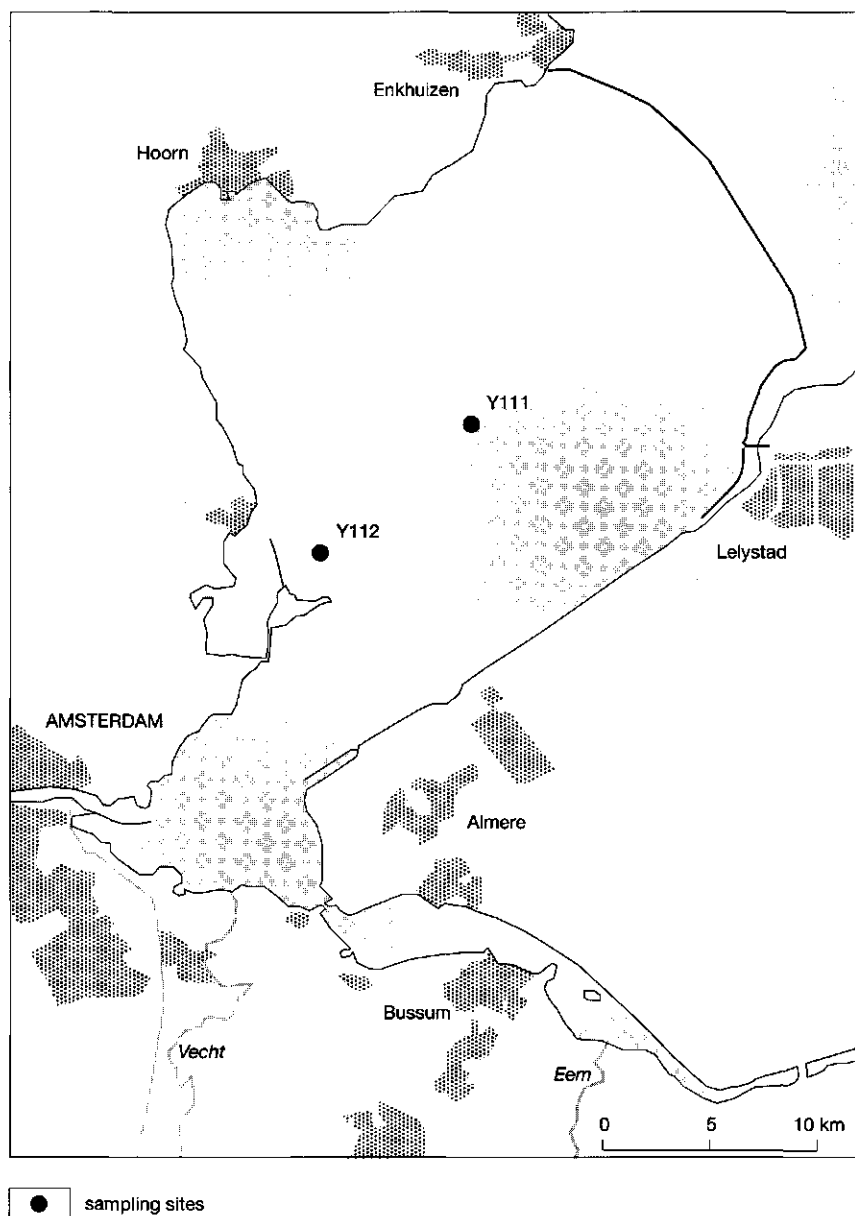 Enkhuizen
Hoorn
Y111
Y112
Lelystad
AMSTERDAM
Almere
Bussum
Vecht
Eem
0 5 10 km
sampling sites